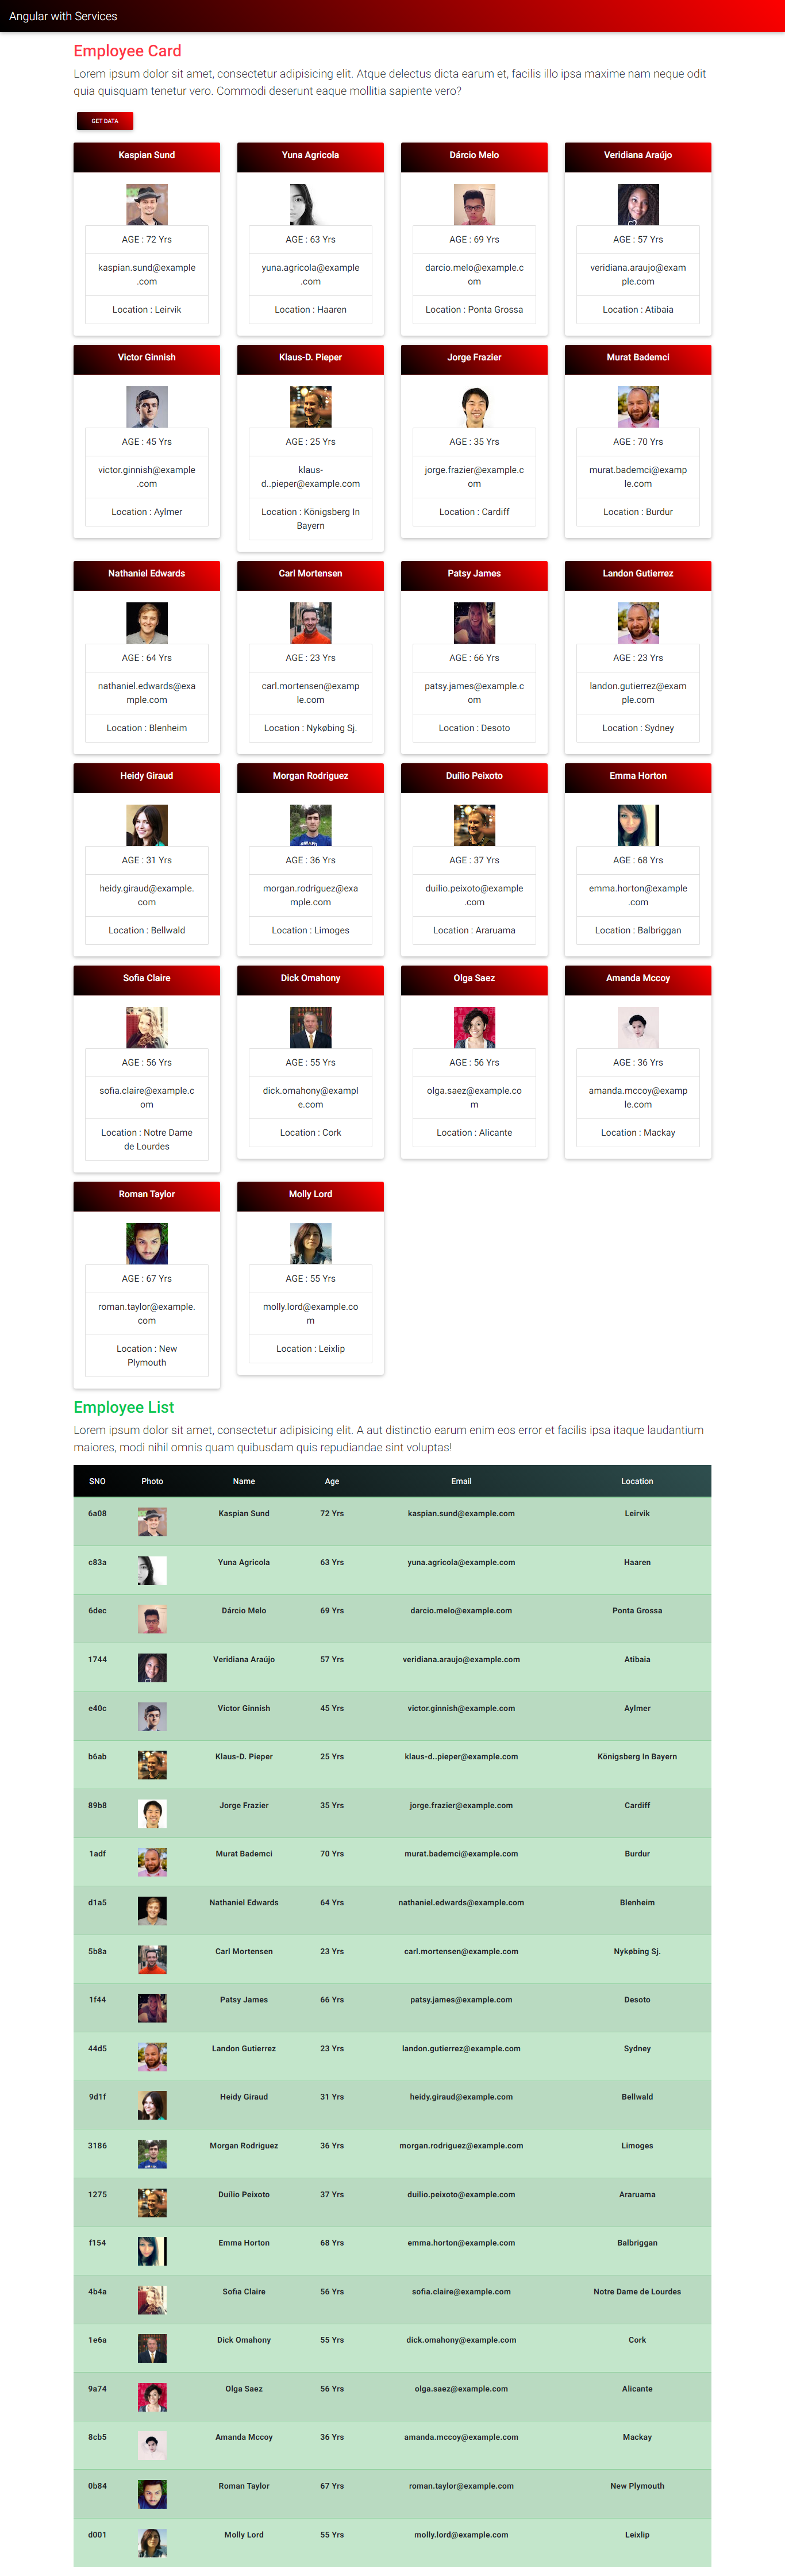 Angular with Services
Employee Card
Lorem ipsum dolor sit amet, consectetur adipisicing elit. Atque delectus dicta earum et, facilis illo ipsa maxime nam neque odit
quia quisquam tenetur vero. Commodi deserunt eaque mollitia sapiente vero?
GET DATA
Kaspian Sund
AGE : 72 Yrs
kaspian.sund@example
.com
Location : Leirvik
Yuna Agricola
AGE : 63 Yrs
yuna.agricola@example
.com
Location : Haaren
Dárcio Melo
AGE : 69 Yrs
darcio.melo@example.c
om
Location : Ponta Grossa
Veridiana Araújo
AGE : 57 Yrs
veridiana.araujo@exam
ple.com
Location : Atibaia
Victor Ginnish
AGE : 45 Yrs
victor.ginnish@example
.com
Location : Aylmer
Klaus-D. Pieper
AGE : 25 Yrs
klaus-
d..pieper@example.com
Location : Königsberg In
Bayern
Jorge Frazier
AGE : 35 Yrs
jorge.frazier@example.c
om
Location : Cardiff
Murat Bademci
AGE : 70 Yrs
murat.bademci@examp
le.com
Location : Burdur
Nathaniel Edwards
AGE : 64 Yrs
nathaniel.edwards@exa
mple.com
Location : Blenheim
Carl Mortensen
AGE : 23 Yrs
carl.mortensen@examp
le.com
Location : Nykøbing Sj.
Patsy James
AGE : 66 Yrs
patsy.james@example.c
om
Location : Desoto
Landon Gutierrez
AGE : 23 Yrs
landon.gutierrez@exam
ple.com
Location : Sydney
Heidy Giraud
AGE : 31 Yrs
heidy.giraud@example.
com
Location : Bellwald
Morgan Rodriguez
AGE : 36 Yrs
morgan.rodriguez@exa
mple.com
Location : Limoges
Duílio Peixoto
AGE : 37 Yrs
duilio.peixoto@example
.com
Location : Araruama
Emma Horton
AGE : 68 Yrs
emma.horton@example
.com
Location : Balbriggan
Sofia Claire
AGE : 56 Yrs
sofia.claire@example.c
om
Location : Notre Dame
de Lourdes
Dick Omahony
AGE : 55 Yrs
dick.omahony@exampl
e.com
Location : Cork
Olga Saez
AGE : 56 Yrs
olga.saez@example.co
m
Location : Alicante
Amanda Mccoy
AGE : 36 Yrs
amanda.mccoy@examp
le.com
Location : Mackay
Roman Taylor
AGE : 67 Yrs
roman.taylor@example.
com
Location : New
Plymouth
Molly Lord
AGE : 55 Yrs
molly.lord@example.co
m
Location : Leixlip
Employee List
Lorem ipsum dolor sit amet, consectetur adipisicing elit. A aut distinctio earum enim eos error et facilis ipsa itaque laudantium
maiores, modi nihil omnis quam quibusdam quis repudiandae sint voluptas!
SNO Photo Name Age Email Location
6a08 Kaspian Sund 72 Yrs kaspian.sund@example.com Leirvik
c83a Yuna Agricola 63 Yrs yuna.agricola@example.com Haaren
6dec Dárcio Melo 69 Yrs darcio.melo@example.com Ponta Grossa
1744 Veridiana Araújo 57 Yrs veridiana.araujo@example.com Atibaia
e40c Victor Ginnish 45 Yrs victor.ginnish@example.com Aylmer
b6ab Klaus-D. Pieper 25 Yrs klaus-d..pieper@example.com Königsberg In Bayern
89b8 Jorge Frazier 35 Yrs jorge.frazier@example.com Cardiff
1adf Murat Bademci 70 Yrs murat.bademci@example.com Burdur
d1a5 Nathaniel Edwards 64 Yrs nathaniel.edwards@example.com Blenheim
5b8a Carl Mortensen 23 Yrs carl.mortensen@example.com Nykøbing Sj.
1f44 Patsy James 66 Yrs patsy.james@example.com Desoto
44d5 Landon Gutierrez 23 Yrs landon.gutierrez@example.com Sydney
9d1f Heidy Giraud 31 Yrs heidy.giraud@example.com Bellwald
3186 Morgan Rodriguez 36 Yrs morgan.rodriguez@example.com Limoges
1275 Duílio Peixoto 37 Yrs duilio.peixoto@example.com Araruama
f154 Emma Horton 68 Yrs emma.horton@example.com Balbriggan
4b4a Sofia Claire 56 Yrs sofia.claire@example.com Notre Dame de Lourdes
1e6a Dick Omahony 55 Yrs dick.omahony@example.com Cork
9a74 Olga Saez 56 Yrs olga.saez@example.com Alicante
8cb5 Amanda Mccoy 36 Yrs amanda.mccoy@example.com Mackay
0b84 Roman Taylor 67 Yrs roman.taylor@example.com New Plymouth
d001 Molly Lord 55 Yrs molly.lord@example.com Leixlip